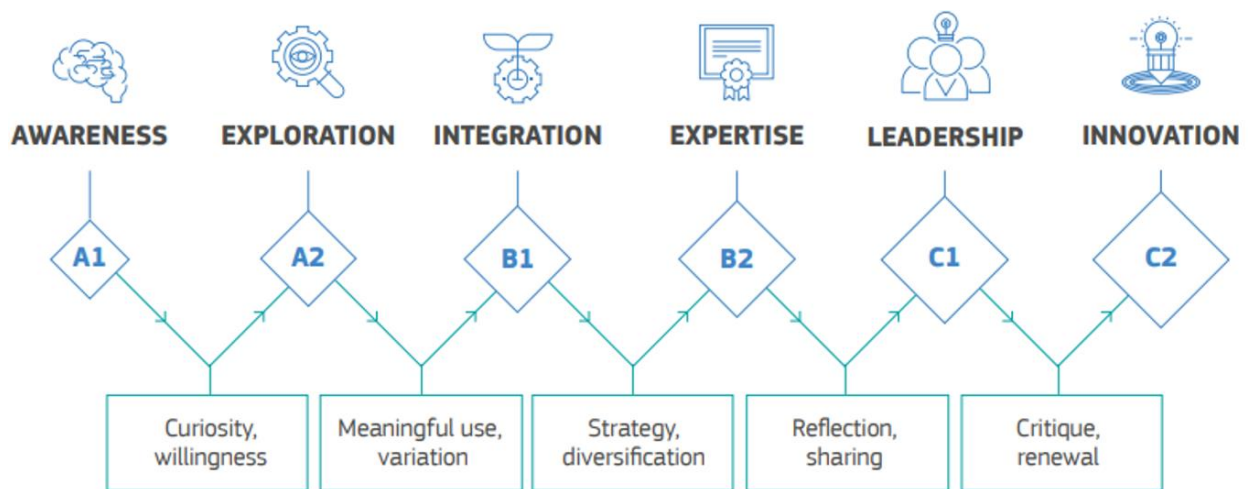 AWARENESS
EXPLORATION
INTEGRATION
EXPERTISE
LEADERSHIP
INNOVATION
A1
A2
B1
B2
C1
C2
Curiosity,
willingness
Meaningful use,
variation
Strategy,
diversification
Reflection,
sharing
Critique,
renewal